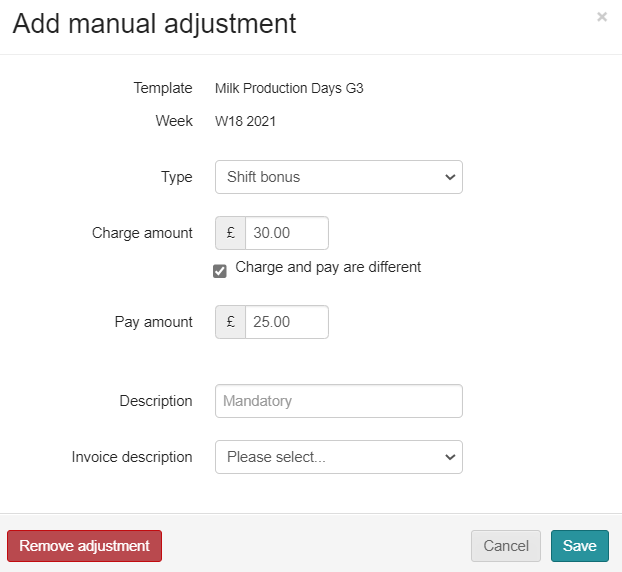 Add manual adjustment ×
Template Milk Production Days G3
Week W18 2021
Type Shift bonus
Charge amount £ 30.00
Charge and pay are different
Pay amount £ 25.00
Description Mandatory
Invoice description Please select...
Remove adjustment Cancel Save